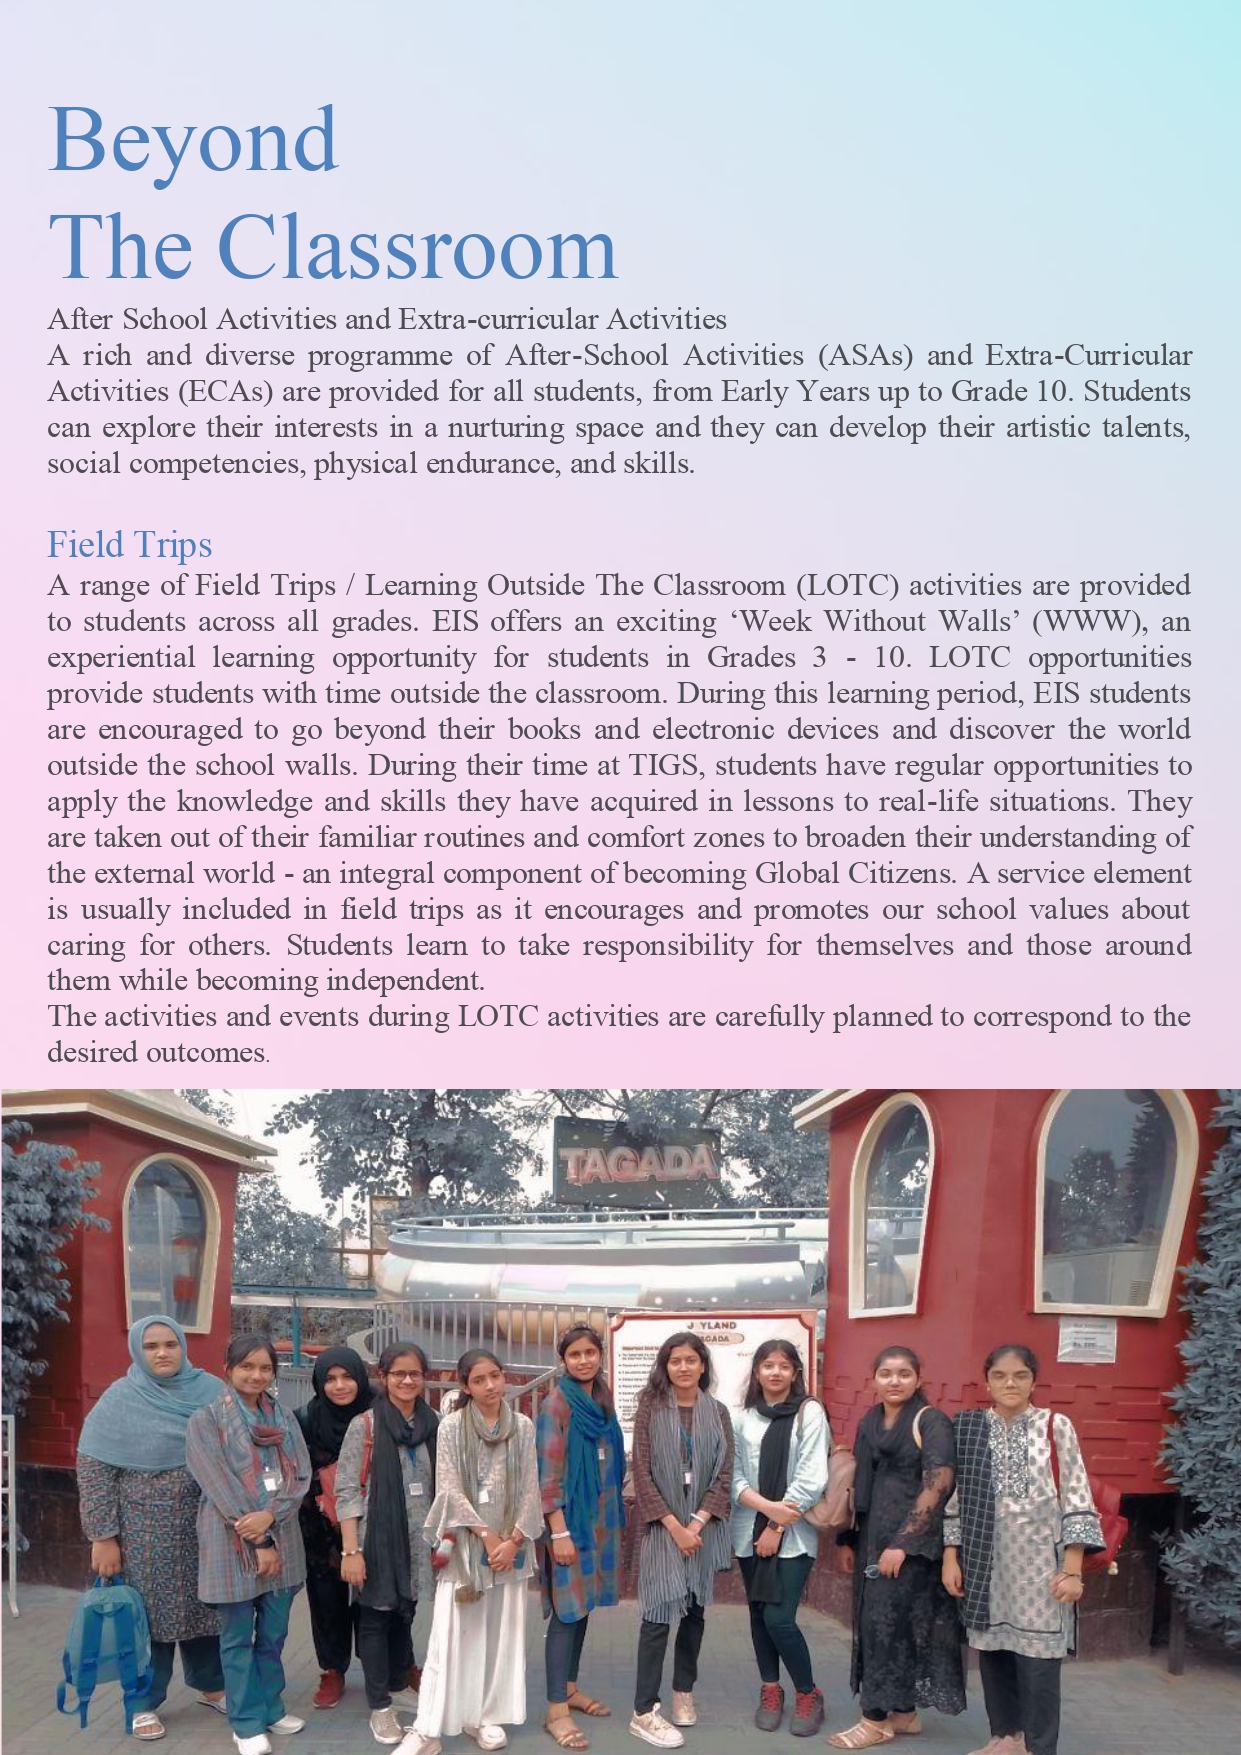 Beyond
The Classroom
After School Activities and Extra-curricular Activities
A rich and diverse programme of After-School Activities (ASAs) and Extra-Curricular
Activities (ECAs) are provided for all students, from Early Years up to Grade 10. Students
can explore their interests in a nurturing space and they can develop their artistic talents,
social competencies, physical endurance, and skills.
Field Trips
A range of Field Trips / Learning Outside The Classroom (LOTC) activities are provided
to students across all grades. EIS offers an exciting ‘Week Without Walls’ (WWW), an
experiential learning opportunity for students in Grades 3 - 10. LOTC opportunities
provide students with time outside the classroom. During this learning period, EIS students
are encouraged to go beyond their books and electronic devices and discover the world
outside the school walls. During their time at TIGS, students have regular opportunities to
apply the knowledge and skills they have acquired in lessons to real-life situations. They
are taken out of their familiar routines and comfort zones to broaden their understanding of
the external world - an integral component of becoming Global Citizens. A service element
is usually included in field trips as it encourages and promotes our school values about
caring for others. Students learn to take responsibility for themselves and those around
them while becoming independent.
The activities and events during LOTC activities are carefully planned to correspond to the
desired outcomes.
TAGADA
J YLAND
AGADA